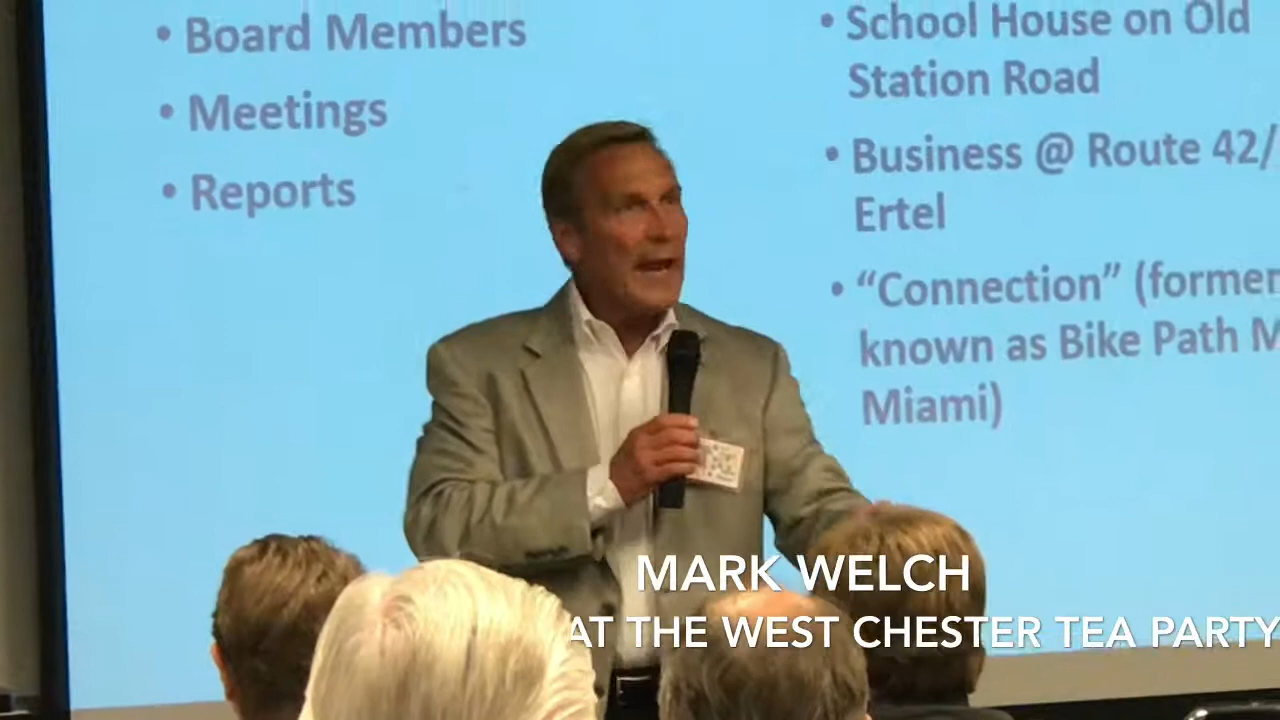 • Board Members
• Meetings
• Reports
• School House on Old
Station Road
• Business @ Route 42/
Ertel
• “Connection” (former
known as Bike Path M
Miami)
MARK WELCH
AT THE WEST CHESTER TEA PARTY